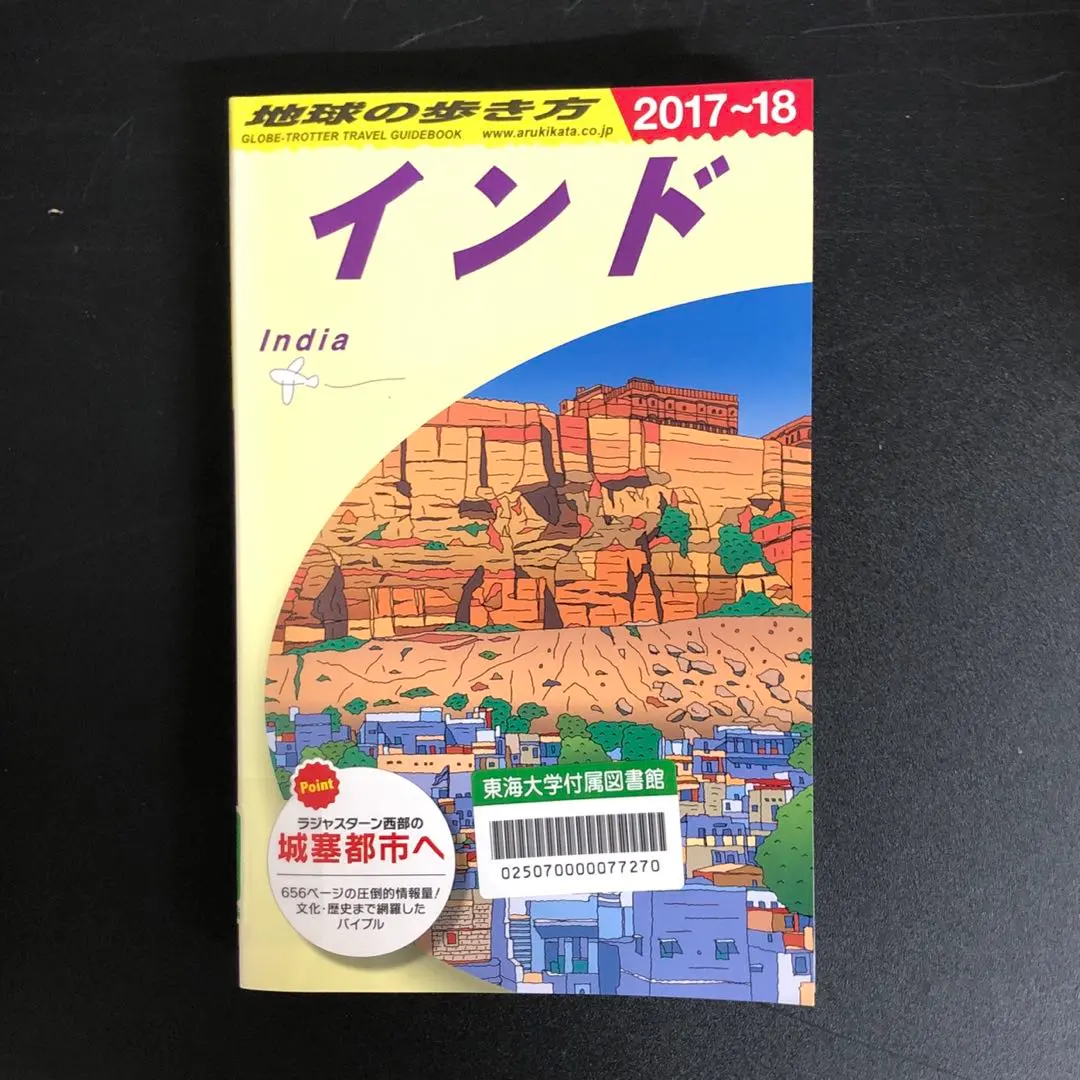 地球の歩き方
2017~18
GLOBE-TROTTER TRAVEL GUIDEBOOK www.arukikata.co.jp
インド
India
Point
ラジャスターン西部の
城塞都市へ
656ページの圧倒的情報量!
文化・歴史まで網羅した
バイブル
東海大学付属図書館
025070000077270